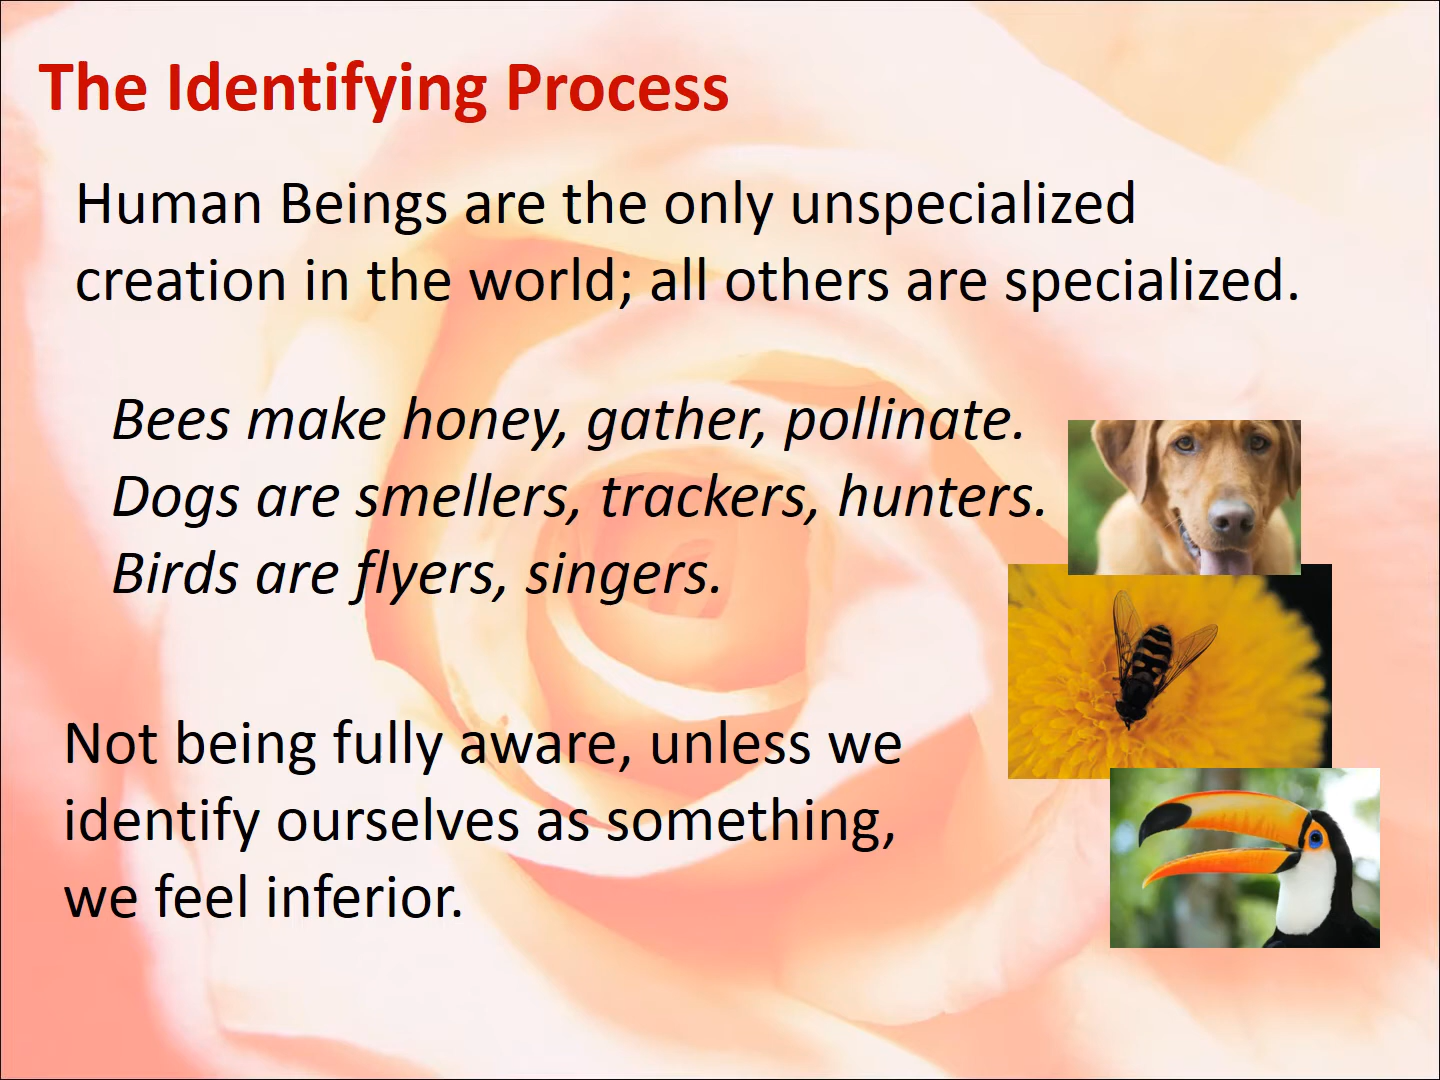 The Identifying Process
Human Beings are the only unspecialized
creation in the world; all others are specialized.
Bees make honey, gather, pollinate.
Dogs are smellers, trackers, hunters.
Birds are flyers, singers.
Not being fully aware, unless we
identify ourselves as something,
we feel inferior.